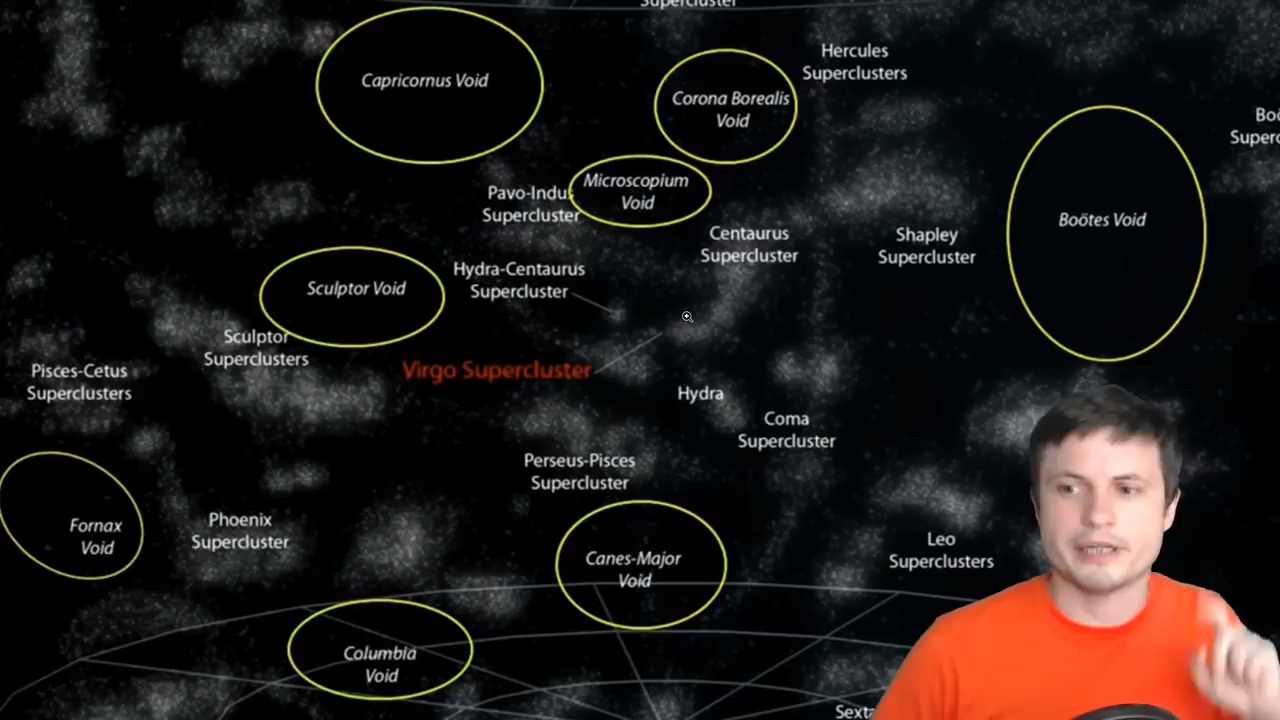 Supercluster
Capricornus Void
Corona Borealis
Void
Hercules
Superclusters
Microscopium
Void
Pavo-Indus
Supercluster
Centaurus
Supercluster
Shapley
Supercluster
Boötes Void
Hydra-Centaurus
Supercluster
Sculptor Void
Sculptor
Superclusters
Virgo Supercluster
Pisces-Cetus
Superclusters
Hydra
Coma
Supercluster
Perseus-Pisces
Supercluster
Fornax
Void
Phoenix
Supercluster
Canes-Major
Void
Leo
Superclusters
Columbia
Void